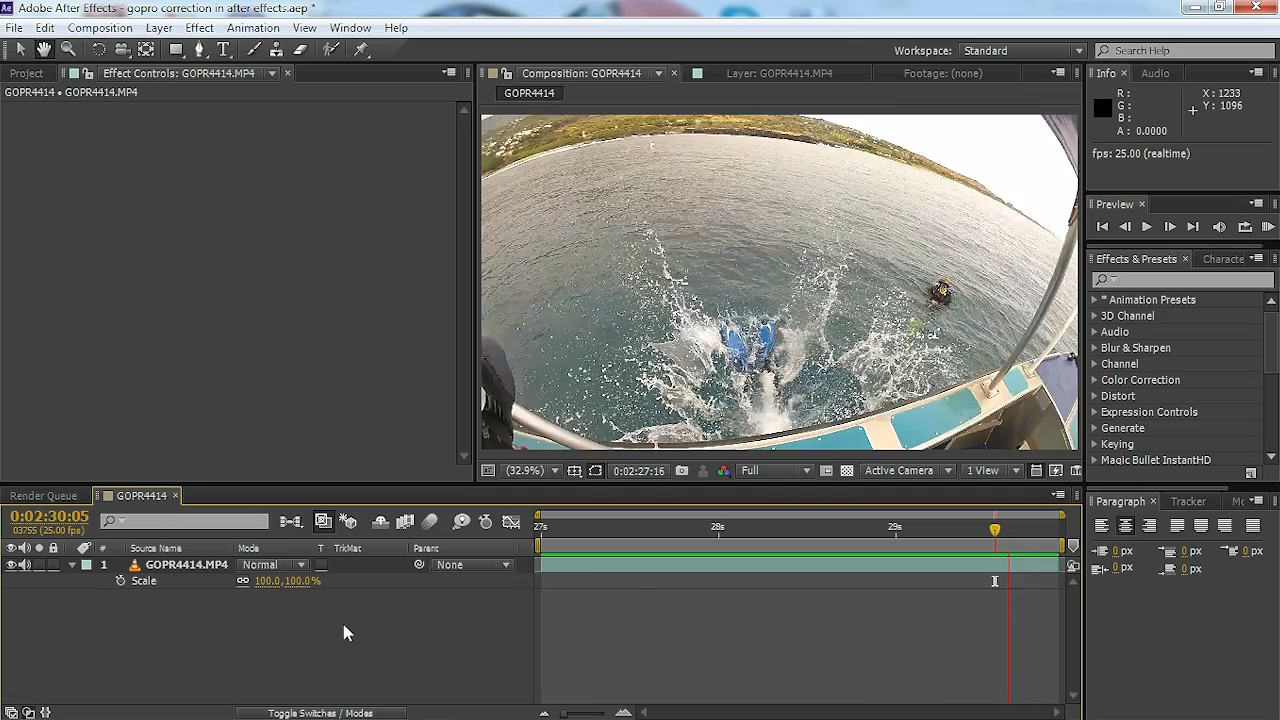 Adobe After Effects - gopro correction in after effects.aep *
File Edit Composition Layer Effect Animation View Window Help
Workspace: Standard Search Help
Project Effect Controls: GOPR4414.MP4 Composition: GOPR4414 Layer: GOPR4414.MP4 Footage: (none) Info Audio
GOPR4414 • GOPR4414.MP4 GOPR4414
R : X : 1233
G : Y : 1096
B :
A : 0.0000
fps: 25.00 (realtime)
Preview
Effects & Presets Characte
* Animation Presets
3D Channel
Audio
Blur & Sharpen
Channel
Color Correction
Distort
Expression Controls
Generate
Keying
Magic Bullet InstantHD
(32.9%) 0:02:27:16 Full Active Camera 1 View
Render Queue GOPR4414
0:02:30:05
03755 (25.00 fps)
27s 28s 29s
# Source Name Mode T TrkMat Parent
1 GOPR4414.MP4 Normal None
Scale 100.0,100.0%
Paragraph Tracker
0 px 0 px 0 px
0 px 0 px
Toggle Switches / Modes